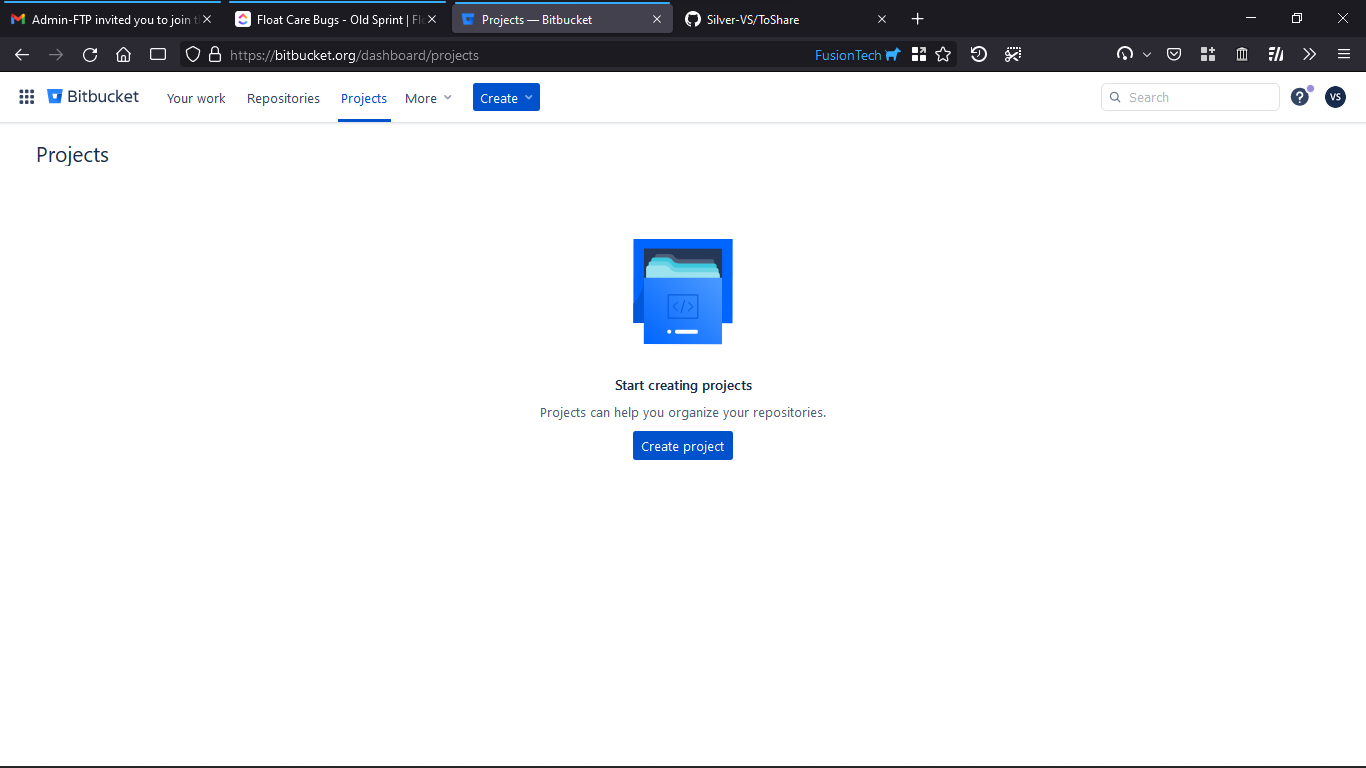 Admin-FTP invited you to join t
Float Care Bugs - Old Sprint | Fl
Projects — Bitbucket
Silver-VS/ToShare
https://bitbucket.org/dashboard/projects
FusionTech
Bitbucket
Your work
Repositories
Projects
More
Create
Search
?
VS
Projects
</>
Start creating projects
Projects can help you organize your repositories.
Create project